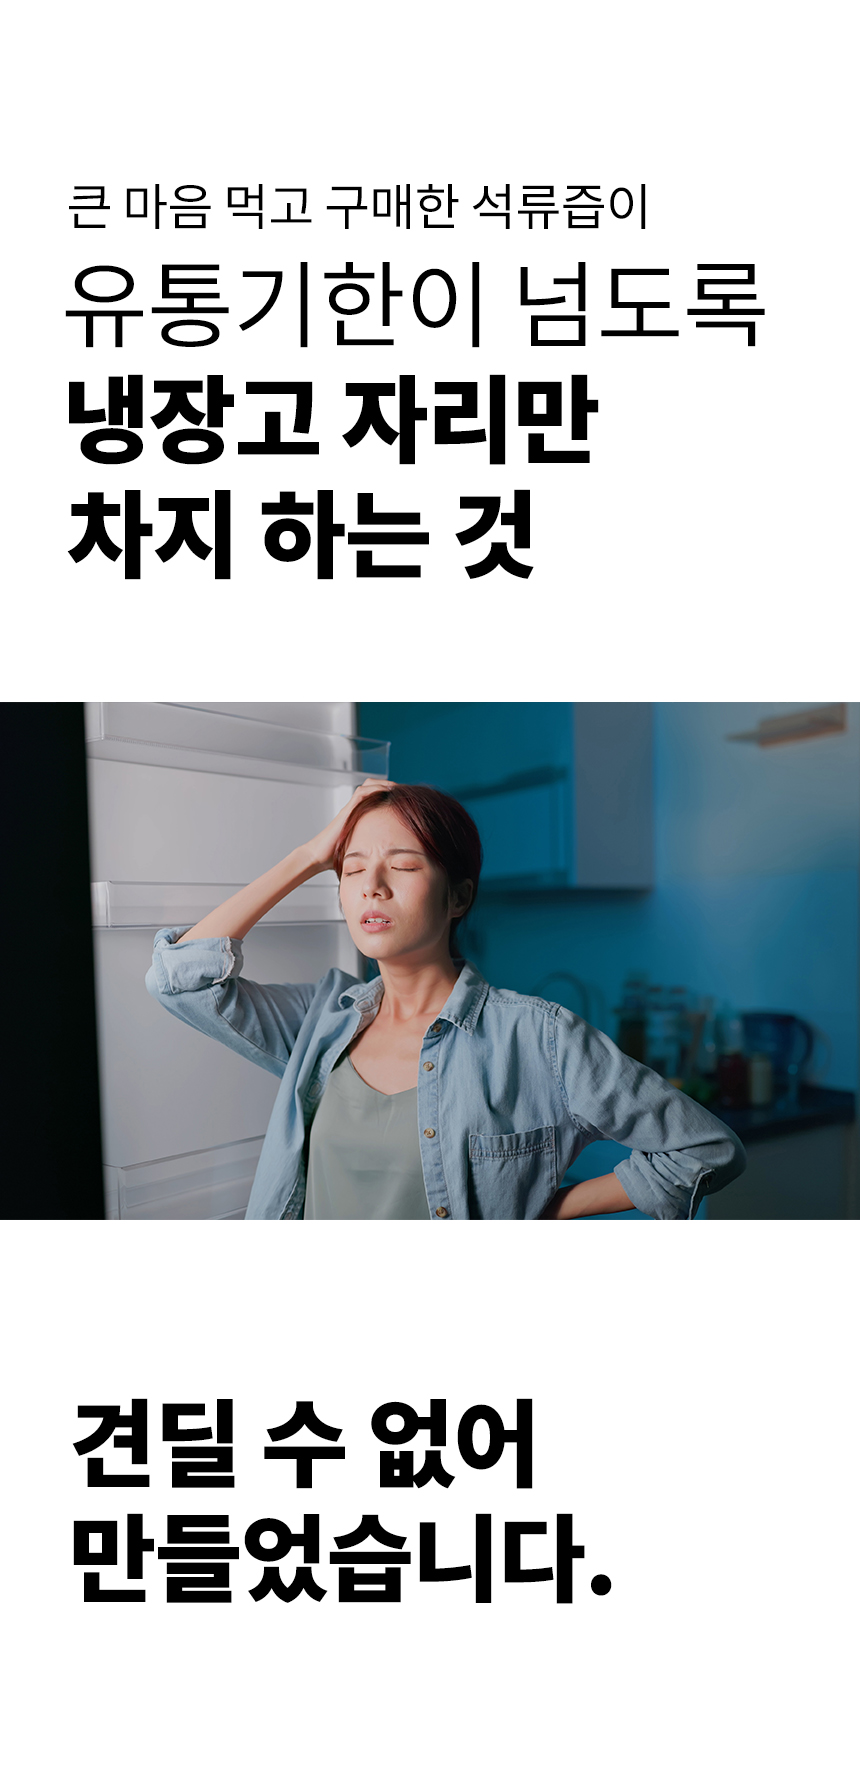 큰 마음 먹고 구매한 석류즙이
유통기한이 넘도록
냉장고 자리만
차지 하는 것
견딜 수 없어
만들었습니다.